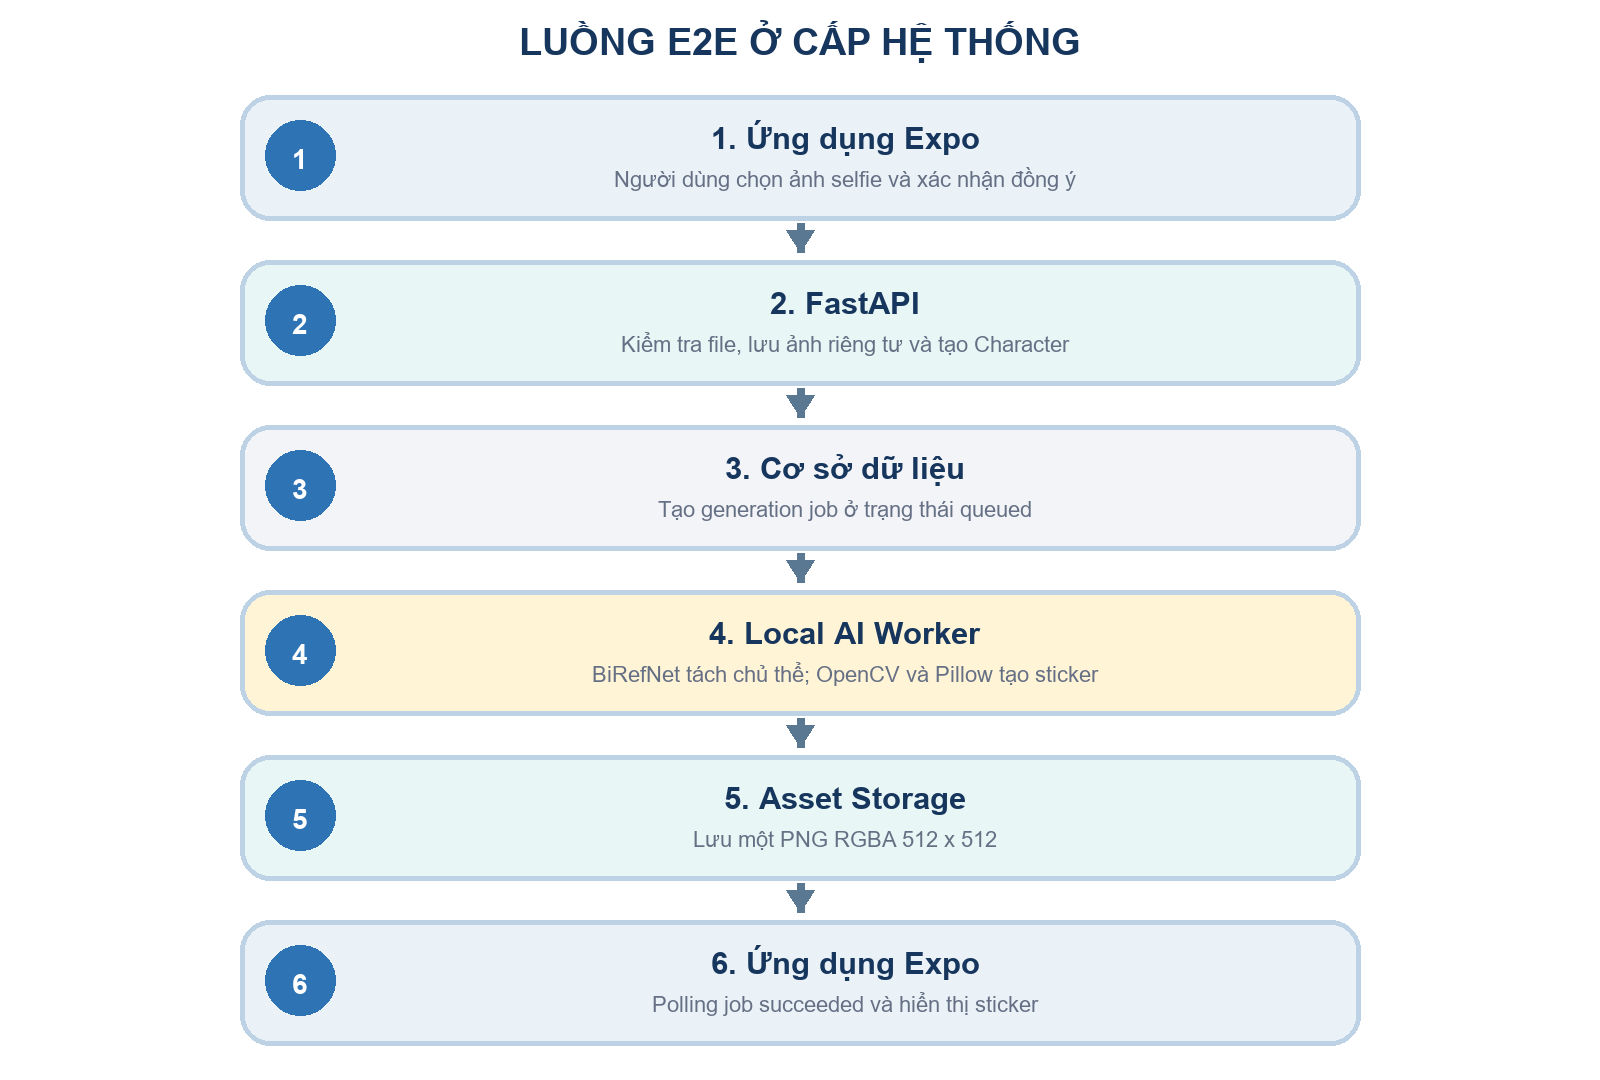 LUỒNG E2E Ở CẤP HỆ THỐNG
1
1. Ứng dụng Expo
Người dùng chọn ảnh selfie và xác nhận đồng ý
2
2. FastAPI
Kiểm tra file, lưu ảnh riêng tư và tạo Character
3
3. Cơ sở dữ liệu
Tạo generation job ở trạng thái queued
4
4. Local AI Worker
BiRefNet tách chủ thể; OpenCV và Pillow tạo sticker
5
5. Asset Storage
Lưu một PNG RGBA 512 x 512
6
6. Ứng dụng Expo
Polling job succeeded và hiển thị sticker